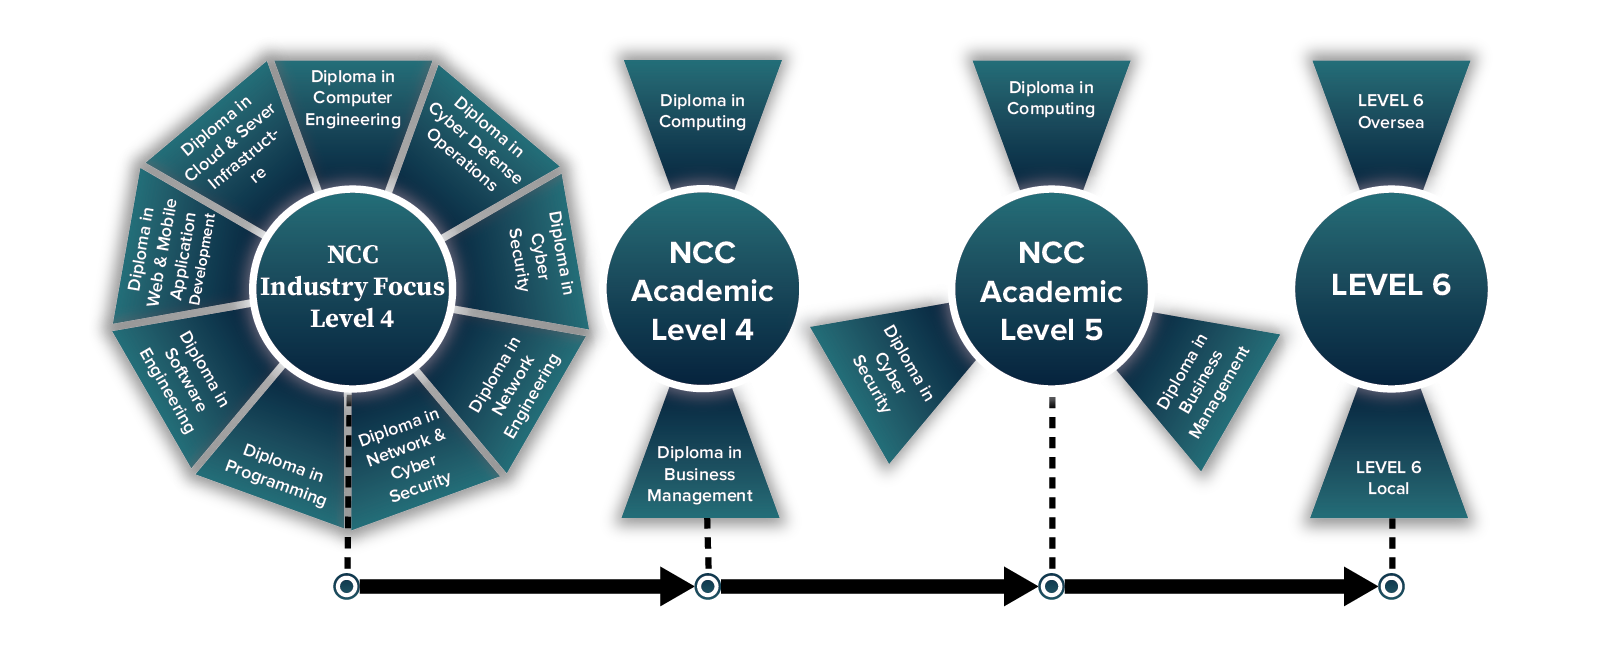 Diploma in
Computer
Engineering
Diploma in
Cyber Defense
Operations
Diploma in
Cyber
Security
Diploma in
Network
Engineering
Diploma in
Network &
Cyber
Security
Diploma in
Programming
Diploma in
Software
Engineering
Diploma in
Web & Mobile
Application
Development
Diploma in
Cloud & Sever
Infrastruct-
re
NCC
Industry Focus
Level 4
Diploma in
Computing
NCC
Academic
Level 4
Diploma in
Business
Management
Diploma in
Computing
NCC
Academic
Level 5
Diploma in
Cyber
Security
Diploma in
Business
Management
LEVEL 6
Oversea
LEVEL 6
LEVEL 6
Local